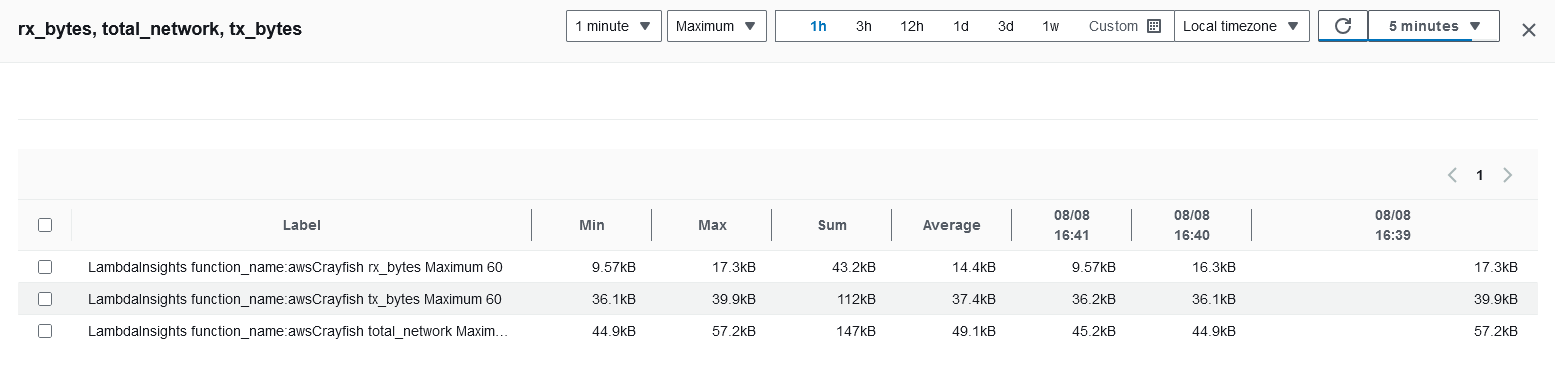 rx_bytes, total_network, tx_bytes 1 minute Maximum 1h 3h 12h 1d 3d 1w Custom Local timezone 5 minutes
1
Label Min Max Sum Average 08/08 16:41 08/08 16:40 08/08 16:39
LambdaInsights function_name:awsCrayfish rx_bytes Maximum 60 9.57kB 17.3kB 43.2kB 14.4kB 9.57kB 16.3kB 17.3kB
LambdaInsights function_name:awsCrayfish tx_bytes Maximum 60 36.1kB 39.9kB 112kB 37.4kB 36.2kB 36.1kB 39.9kB
LambdaInsights function_name:awsCrayfish total_network Maxim... 44.9kB 57.2kB 147kB 49.1kB 45.2kB 44.9kB 57.2kB